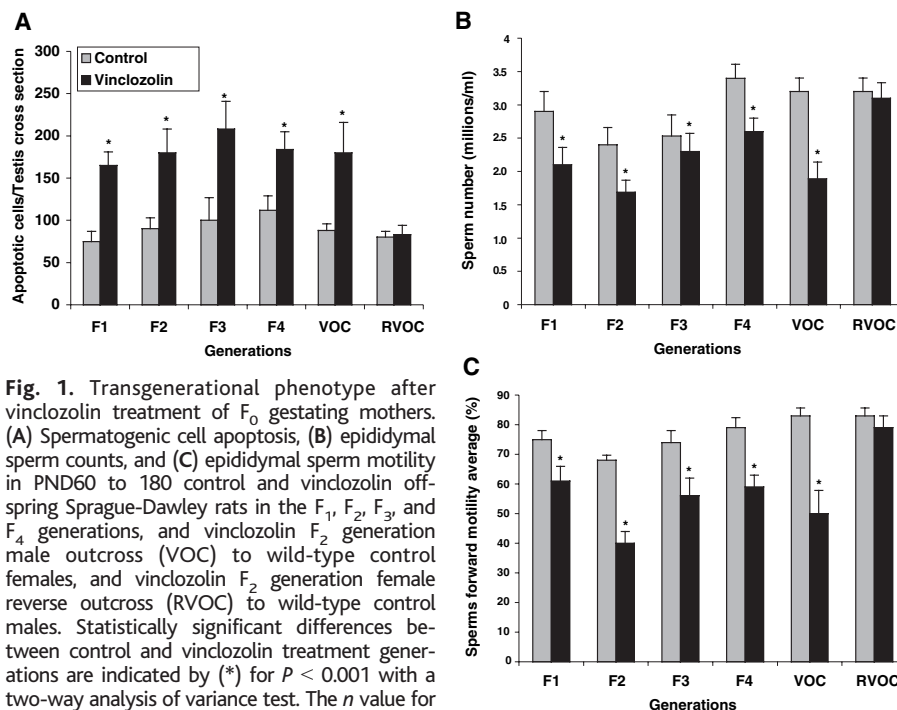 A
Apoptotic cells/Testis cross section
300
250
200
150
100
50
0
Control
Vinclozolin
*
*
*
*
*
F1 F2 F3 F4 VOC RVOC
Generations
B
Sperm number (millions/ml)
4
3.5
3.0
2.5
2.0
1.5
1.0
0.5
0
*
*
*
*
*
F1 F2 F3 F4 VOC RVOC
Generations
C
Sperms forward motility average (%)
90
80
70
60
50
40
30
20
10
0
*
*
*
*
*
F1 F2 F3 F4 VOC RVOC
Generations
Fig. 1. Transgenerational phenotype after
vinclozolin treatment of F0 gestating mothers.
(A) Spermatogenic cell apoptosis, (B) epididymal
sperm counts, and (C) epididymal sperm motility
in PND60 to 180 control and vinclozolin off-
spring Sprague-Dawley rats in the F1, F2, F3, and
F4 generations, and vinclozolin F2 generation
male outcross (VOC) to wild-type control
females, and vinclozolin F2 generation female
reverse outcross (RVOC) to wild-type control
males. Statistically significant differences be-
tween control and vinclozolin treatment gener-
ations are indicated by (*) for P < 0.001 with a
two-way analysis of variance test. The n value for